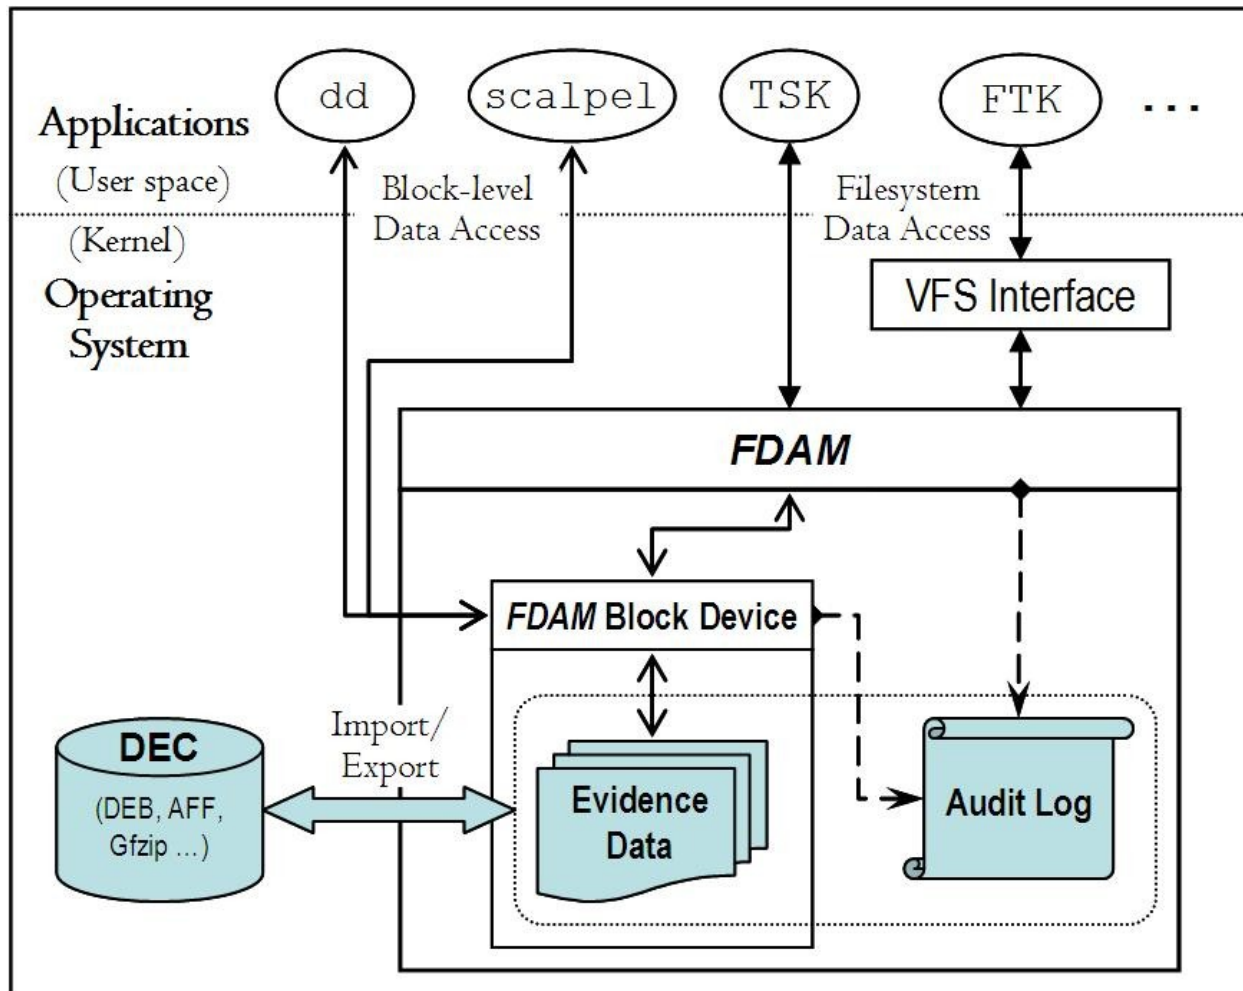 dd
scalpel
TSK
FTK
...
Applications
(User space)
Block-level
Data Access
Filesystem
Data Access
(Kernel)
Operating
System
VFS Interface
FDAM
FDAM Block Device
Import/
Export
DEC
(DEB, AFF,
Gfzip ...)
Evidence
Data
Audit Log